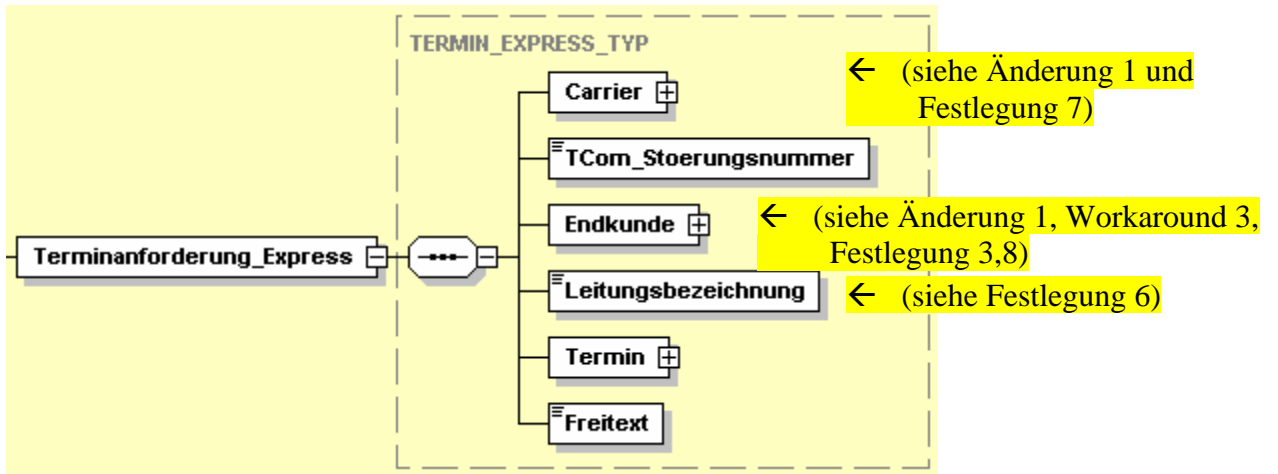 TERMIN_EXPRESS_TYP
Carrier
← (siehe Änderung 1 und
Festlegung 7)
TCom_Stoerungsnummer
Endkunde
← (siehe Änderung 1, Workaround 3,
Festlegung 3,8)
Terminanforderung_Express
Leitungsbezeichnung
← (siehe Festlegung 6)
Termin
Freitext